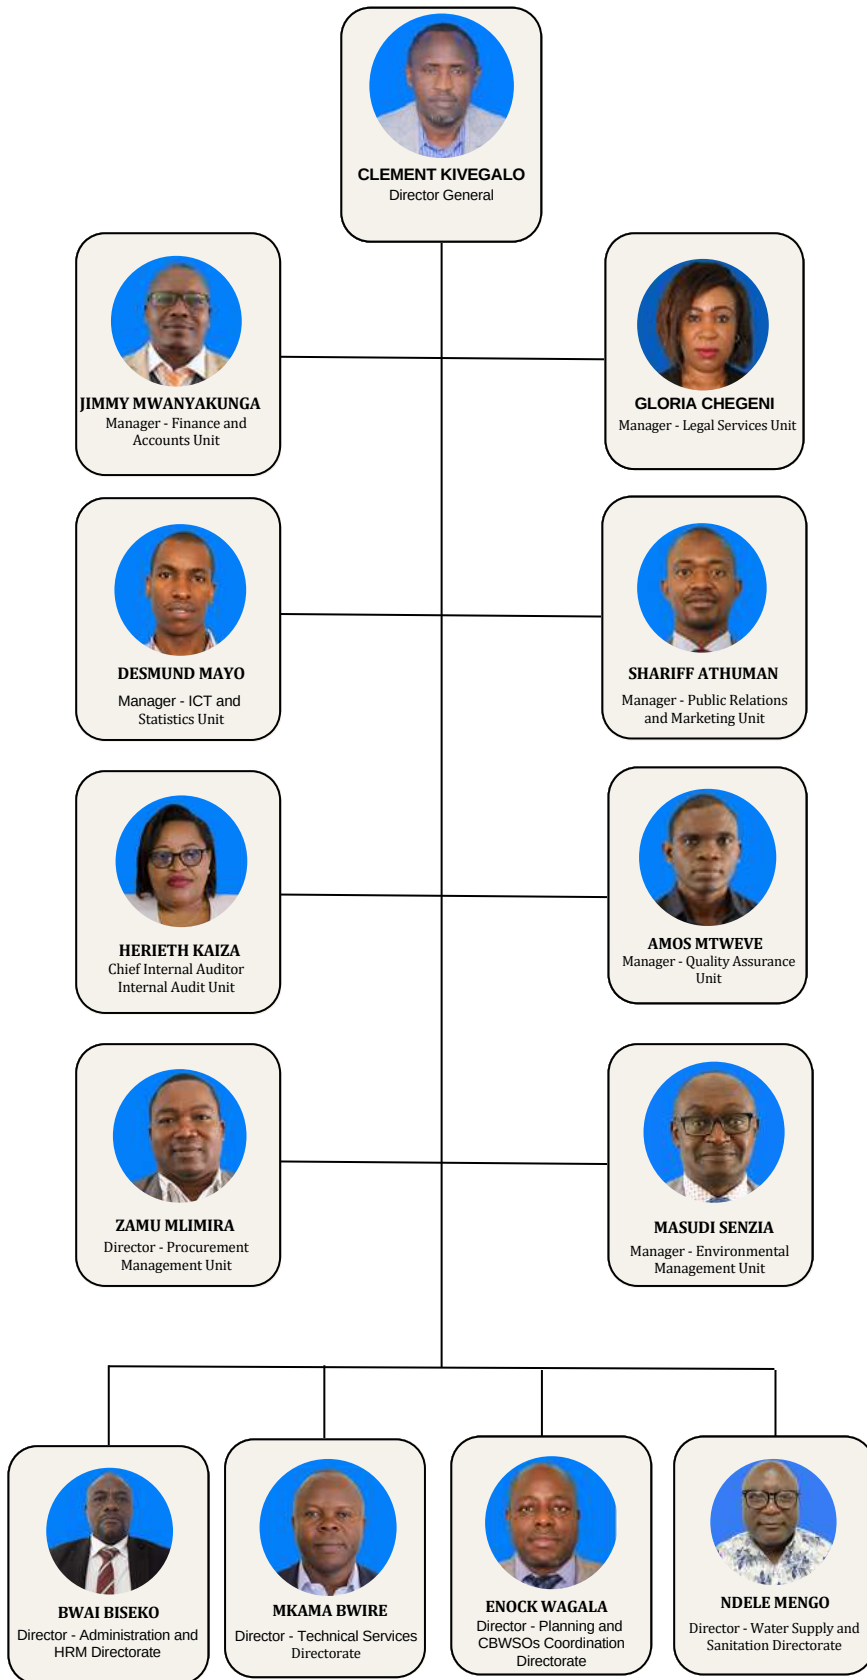 CLEMENT KIVEGALO
Director General
JIMMY MWANYAKUNGA
Manager - Finance and
Accounts Unit
GLORIA CHEGENI
Manager - Legal Services Unit
DESMUND MAYO
Manager - ICT and
Statistics Unit
SHARIFF ATHUMAN
Manager - Public Relations
and Marketing Unit
HERIETH KAIZA
Chief Internal Auditor
Internal Audit Unit
AMOS MTWEVE
Manager - Quality Assurance
Unit
ZAMU MLIMIRA
Director - Procurement
Management Unit
MASUDI SENZIA
Manager - Environmental
Management Unit
BWAI BISEKO
Director - Administration and
HRM Directorate
MKAMA BWIRE
Director - Technical Services
Directorate
ENOCK WAGALA
Director - Planning and
CBWSOs Coordination
Directorate
NDELE MENGO
Director - Water Supply and
Sanitation Directorate